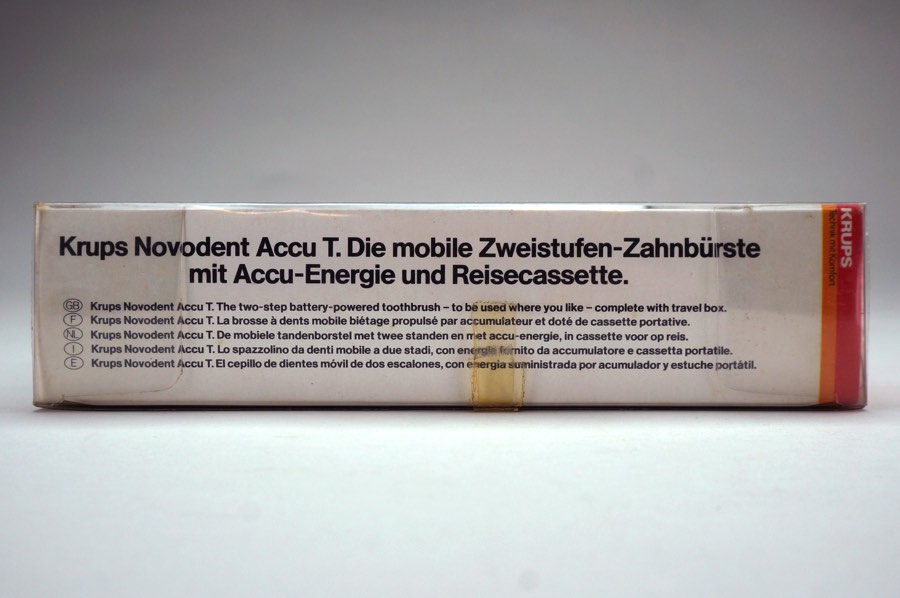 Krups Novodent Accu T. Die mobile Zweistufen-Zahnbürste
mit Accu-Energie und Reisecassette.
GB Krups Novodent Accu T. The two-step battery-powered toothbrush – to be used where you like – complete with travel box.
F Krups Novodent Accu T. La brosse à dents mobile biétage propulsé par accumulateur et doté de cassette portative.
NL Krups Novodent Accu T. De mobiele tandenborstel met twee standen en met accu-energie, in cassette voor op reis.
I Krups Novodent Accu T. Lo spazzolino da denti mobile a due stadi, con energia fornito da accumulatore e cassetta portatile.
E Krups Novodent Accu T. El cepillo de dientes móvil de dos escalones, con energia suministrada por acumulador y estuche portátil.
KRUPS
mit Komfort